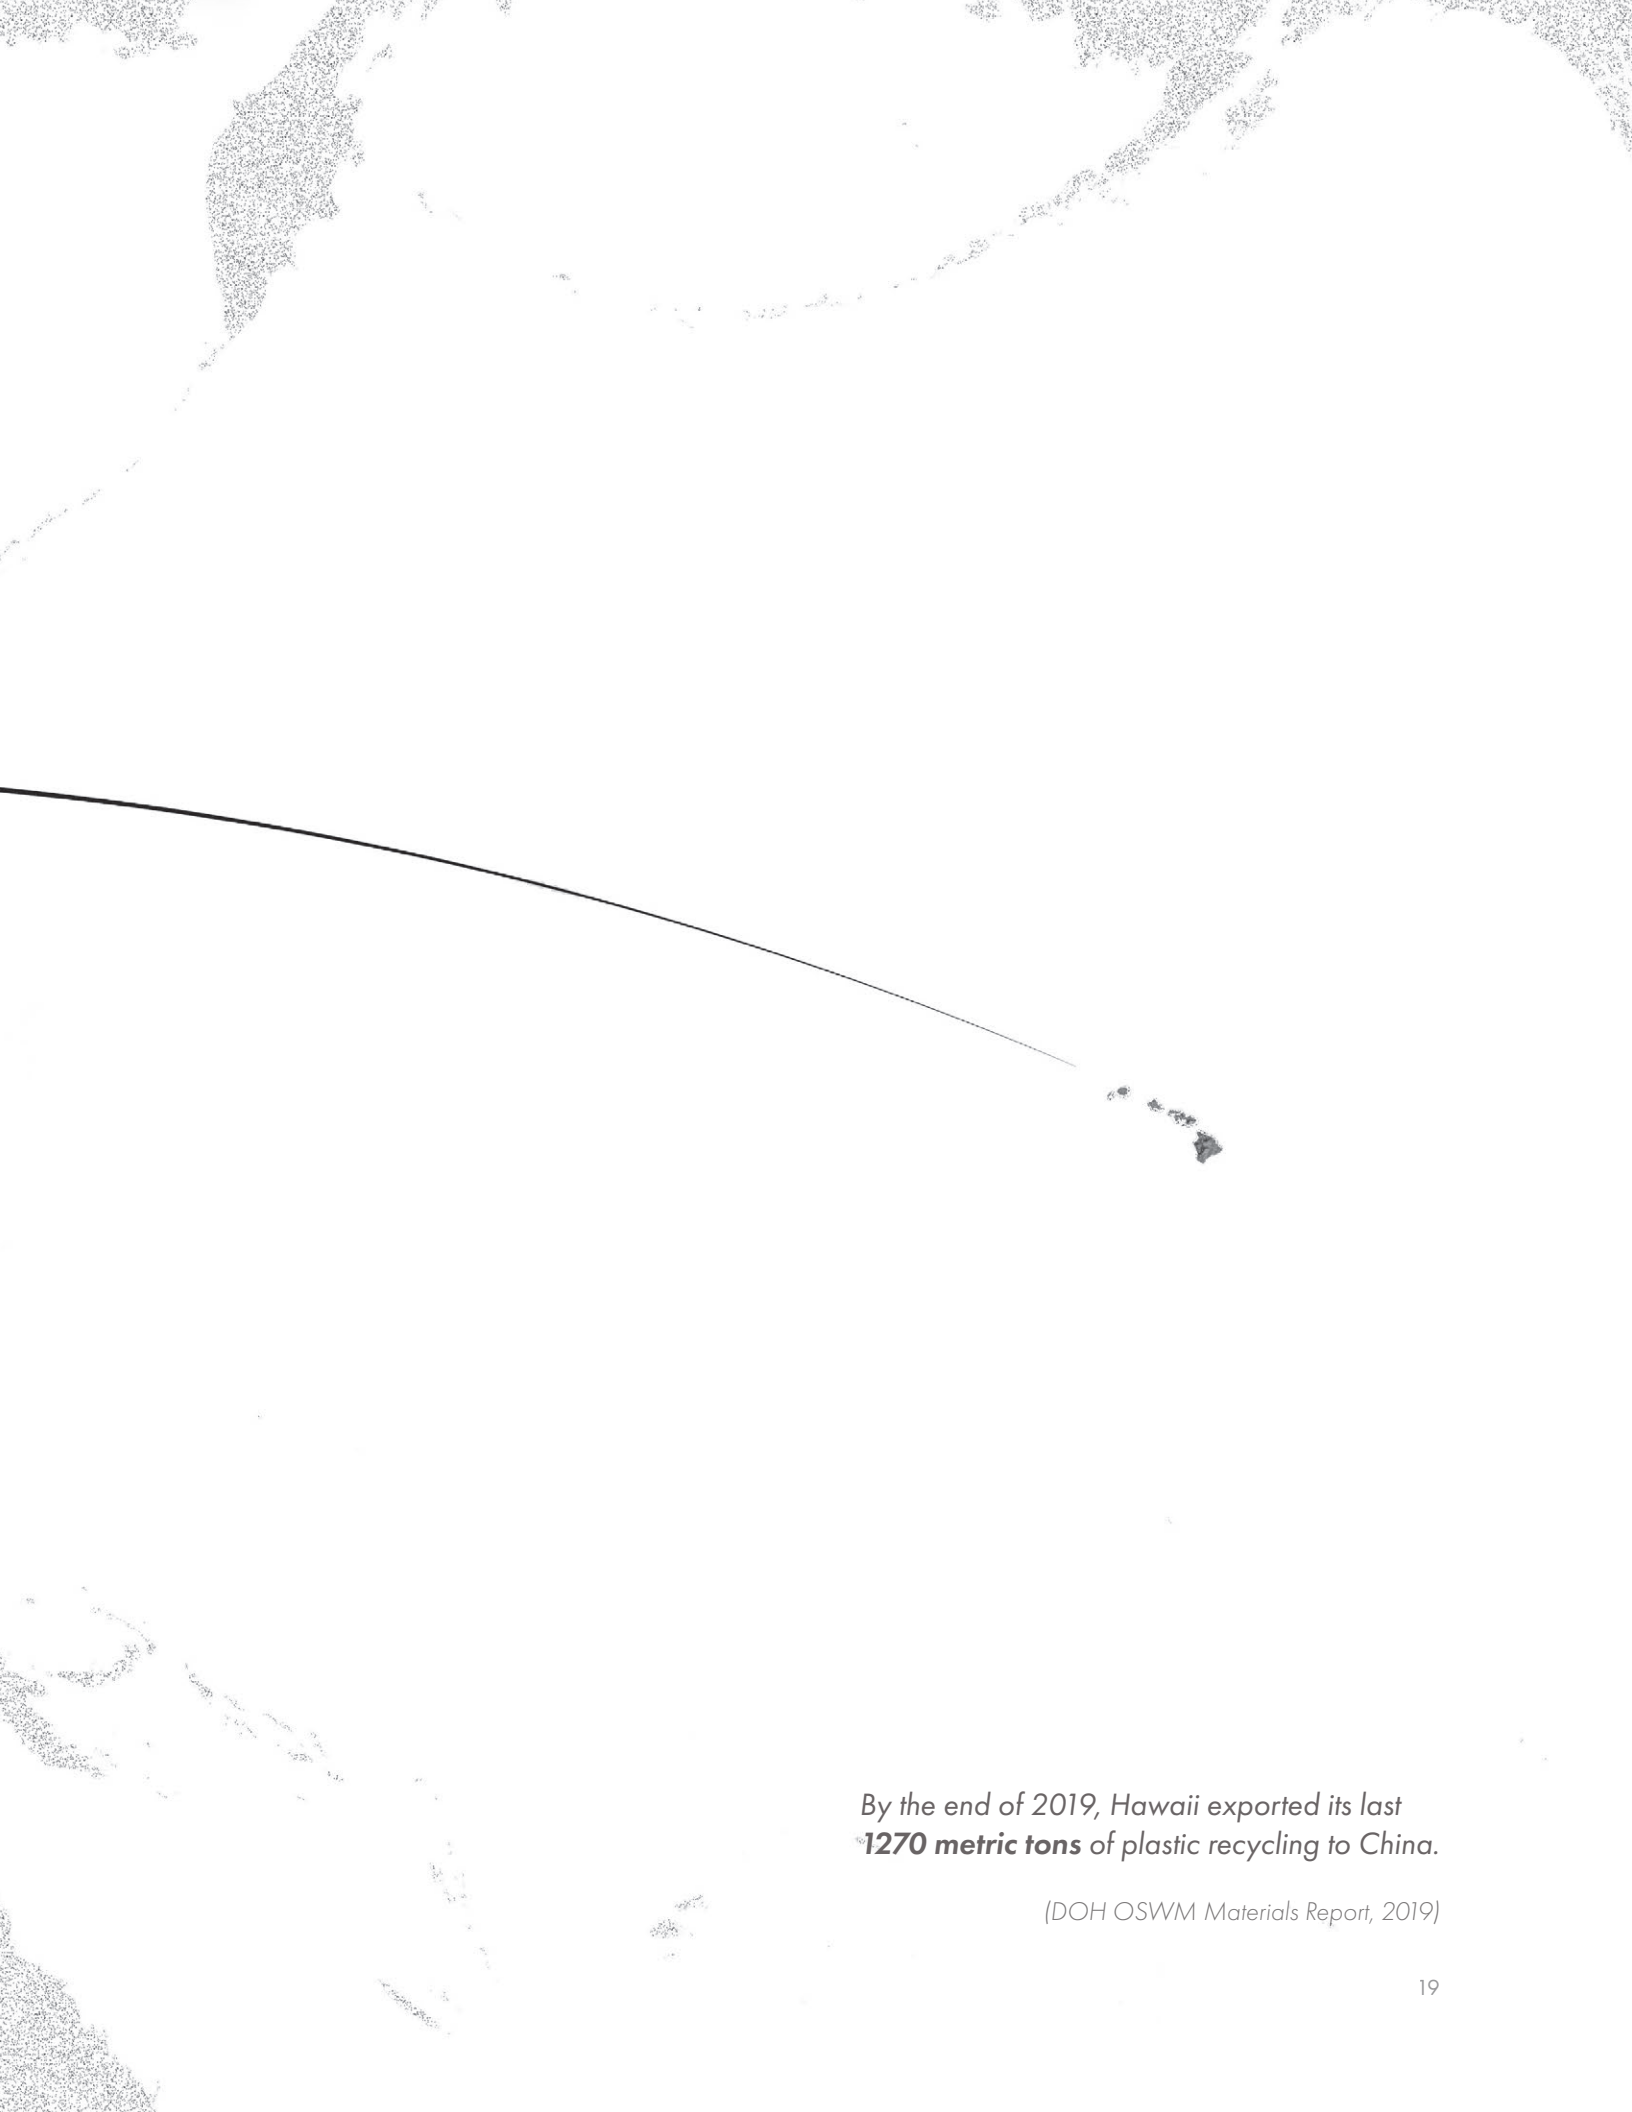 By the end of 2019, Hawaii exported its last
1270 metric tons of plastic recycling to China.
(DOH OSWM Materials Report, 2019)
19